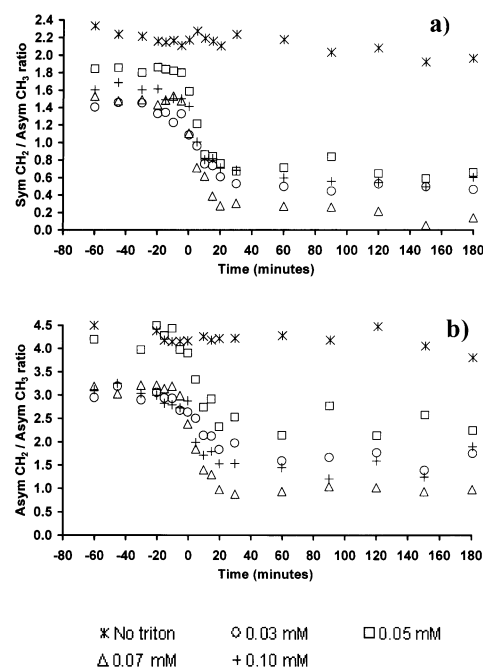 a)
2.4
2.2
2.0
1.8
1.6
1.4
1.2
1.0
0.8
0.6
0.4
0.2
0.0
Sym CH2 / Asym CH3 ratio
-80 -60 -40 -20 0 20 40 60 80 100 120 140 160 180
Time (minutes)
b)
4.5
4.0
3.5
3.0
2.5
2.0
1.5
1.0
0.5
0.0
Asym CH2 / Asym CH3 ratio
-80 -60 -40 -20 0 20 40 60 80 100 120 140 160 180
Time (minutes)
No triton 0.03 mM 0.05 mM
0.07 mM 0.10 mM